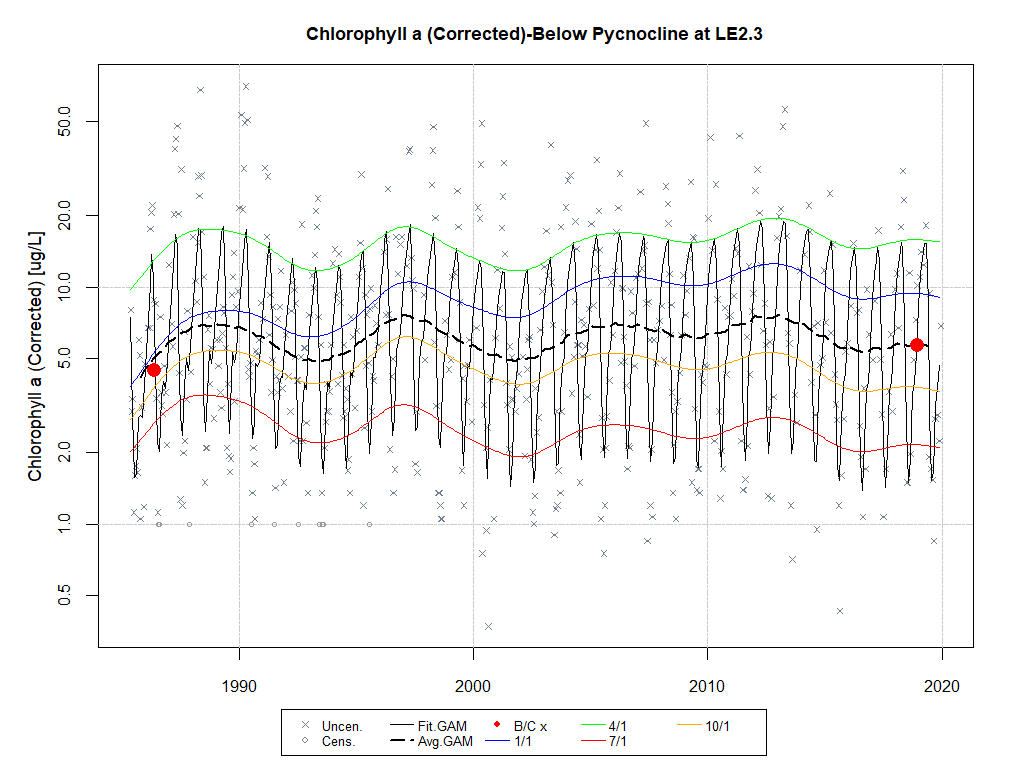 Chlorophyll a (Corrected)-Below Pycnocline at LE2.3
Chlorophyll a (Corrected) [ug/L]
50.0
20.0
10.0
5.0
2.0
1.0
0.5
1990 2000 2010 2020
Uncen. Fit.GAM B/C x 4/1 10/1
Cens. Avg.GAM 1/1 7/1